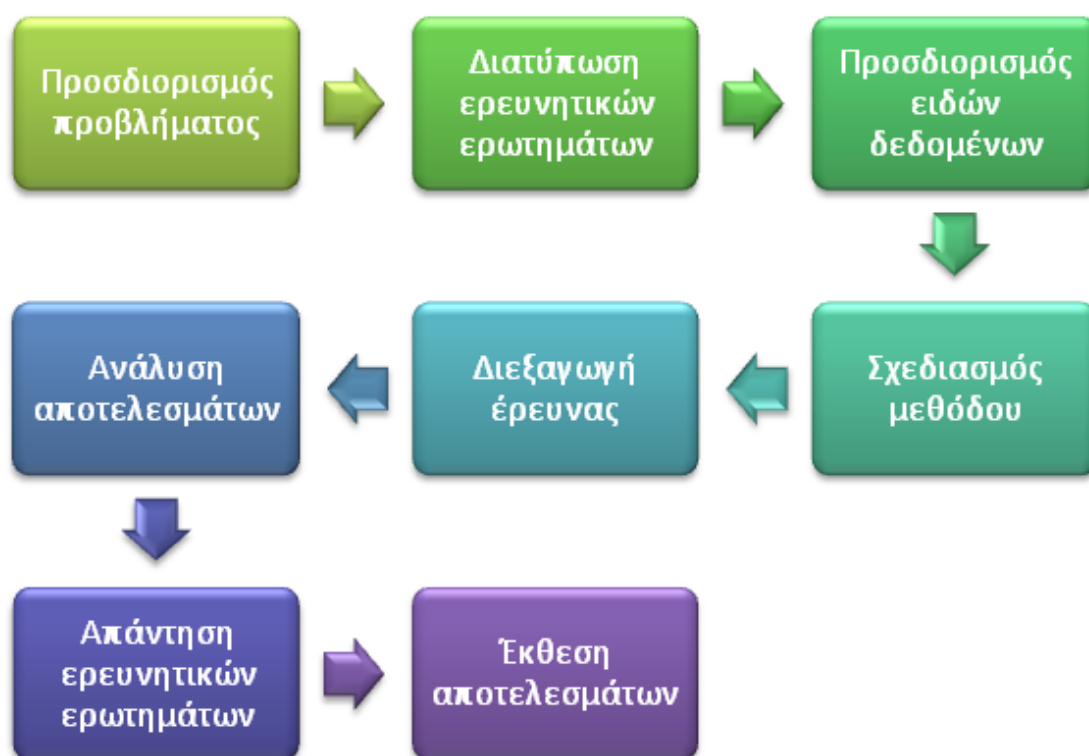 Προσδιορισμός
προβλήματος
Διατύπωση
ερευνητικών
ερωτημάτων
Προσδιορισμός
ειδών
δεδομένων
Σχεδιασμός
μεθόδου
Διεξαγωγή
έρευνας
Ανάλυση
αποτελεσμάτων
Απάντηση
ερευνητικών
ερωτημάτων
Έκθεση
αποτελεσμάτων